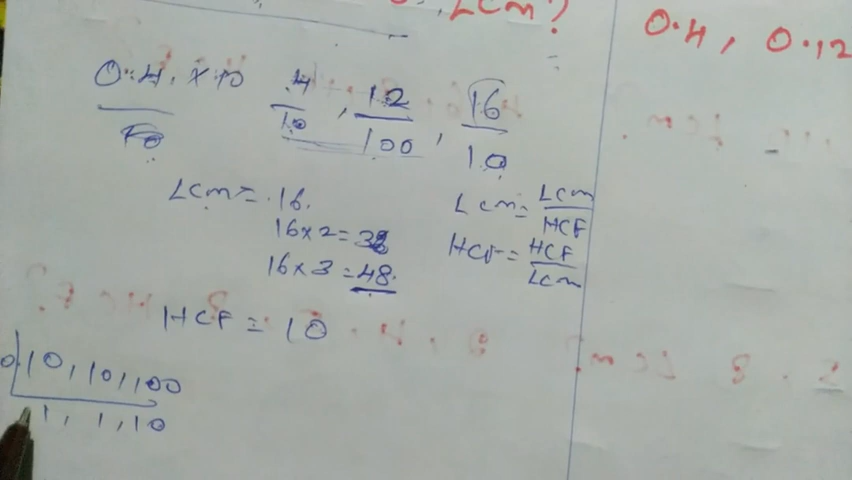 LCM?
0.4, 0.12
0.4 × 10
10
4/10, 12/100, 16/10
LCM = 16.
16×2=32
16×3=48.
LCM = LCM/HCF
HCF = HCF/LCM
HCF = 10
10, 10, 100
1, 1, 10